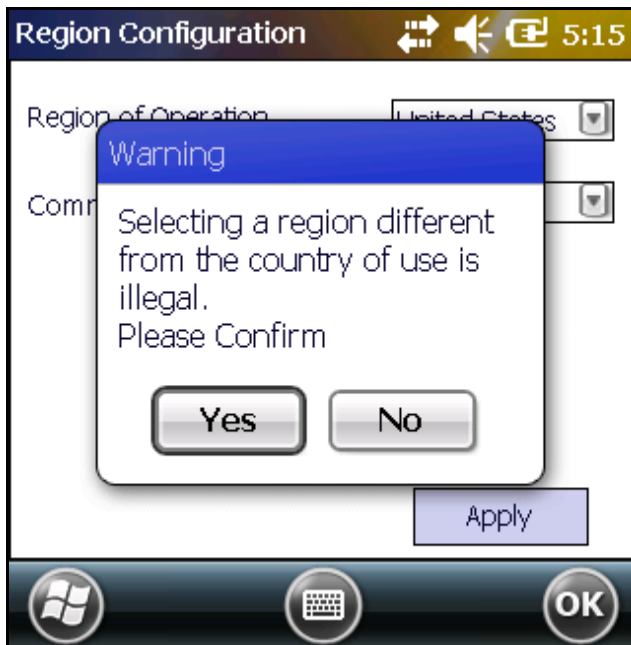 Region Configuration 5:15
Region of Operation United States
Warning
Comm
Selecting a region different
from the country of use is
illegal.
Please Confirm
Yes No
Apply
OK